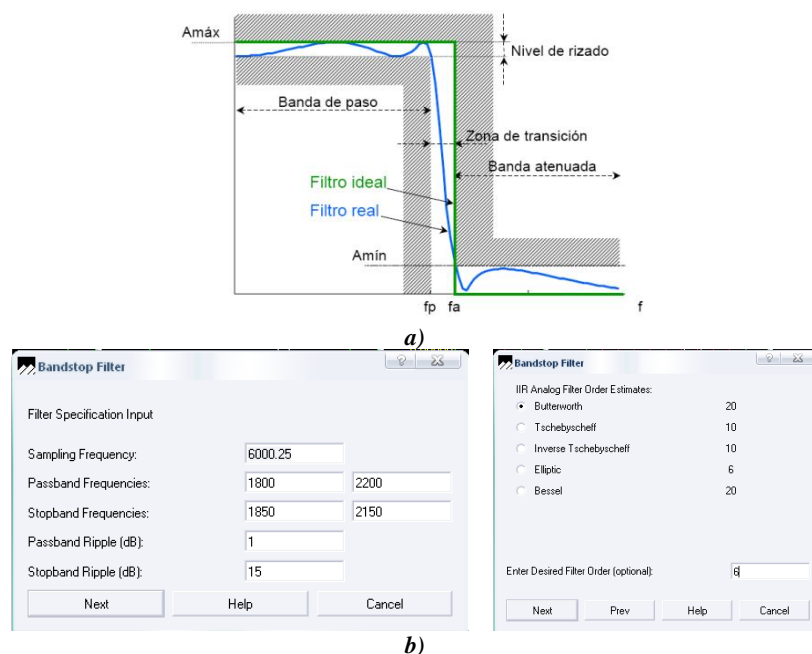 Amáx
Nivel de rizado
Banda de paso
Zona de transición
Banda atenuada
Filtro ideal
Filtro real
Amín
fp fa f
a)
Bandstop Filter
Filter Specification Input
Sampling Frequency: 6000.25
Passband Frequencies: 1800 2200
Stopband Frequencies: 1850 2150
Passband Ripple (dB): 1
Stopband Ripple (dB): 15
Next Help Cancel
Bandstop Filter
IIR Analog Filter Order Estimates:
Butterworth 20
Tschebyscheff 10
Inverse Tschebyscheff 10
Elliptic 6
Bessel 20
Enter Desired Filter Order (optional): 6
Next Prev Help Cancel
b)